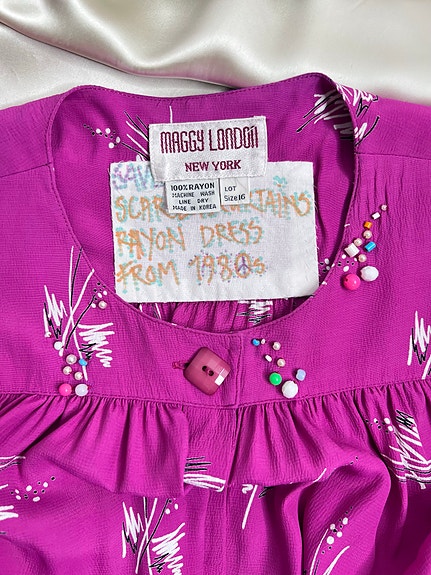 MAGGY LONDON
NEW YORK
100% RAYON
MACHINE WASH
LINE DRY
MADE IN KOREA
LOT
Size 16
RAYON DRESS
FROM 1980s